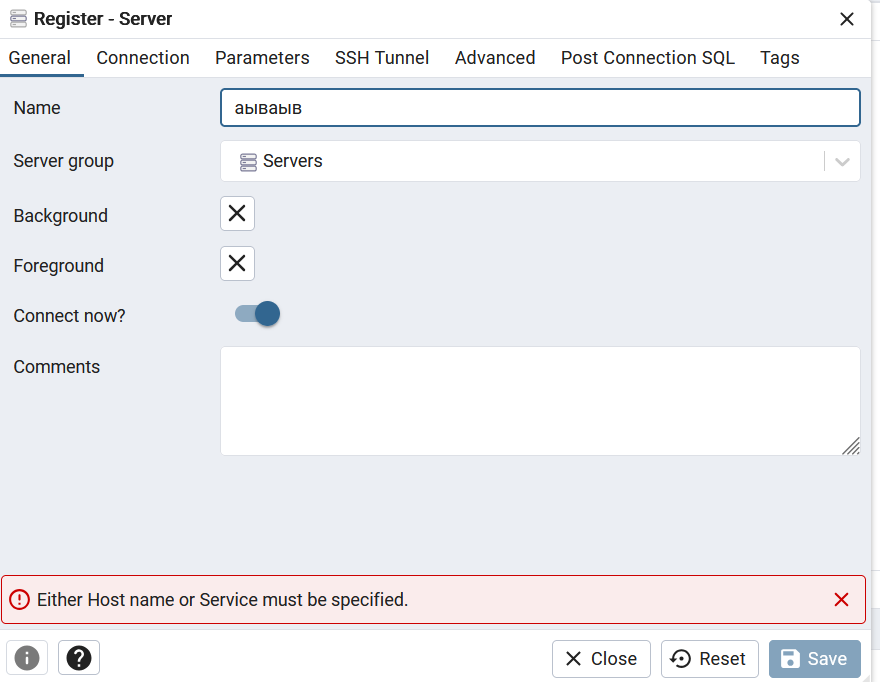 Register - Server
General Connection Parameters SSH Tunnel Advanced Post Connection SQL Tags
Name аываыв
Server group Servers
Background
Foreground
Connect now?
Comments
Either Host name or Service must be specified.
Close Reset Save